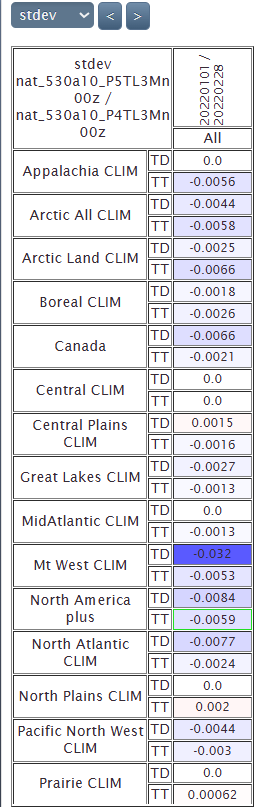 stdev
<
>
stdev
nat_530a10_P5TL3Mn
00z /
nat_530a10_P4TL3Mn
00z
20220101 /
20220228
All
Appalachia CLIM
TD 0.0
TT -0.0056
Arctic All CLIM
TD -0.0044
TT -0.0058
Arctic Land CLIM
TD -0.0025
TT -0.0066
Boreal CLIM
TD -0.0018
TT -0.0026
Canada
TD -0.0066
TT -0.0021
Central CLIM
TD 0.0
TT 0.0
Central Plains
CLIM
TD 0.0015
TT -0.0016
Great Lakes CLIM
TD -0.0027
TT -0.0013
MidAtlantic CLIM
TD 0.0
TT -0.0013
Mt West CLIM
TD -0.032
TT -0.0053
North America
plus
TD -0.0084
TT -0.0059
North Atlantic
CLIM
TD -0.0077
TT -0.0024
North Plains CLIM
TD 0.0
TT 0.002
Pacific North West
CLIM
TD -0.0044
TT -0.003
Prairie CLIM
TD 0.0
TT 0.00062